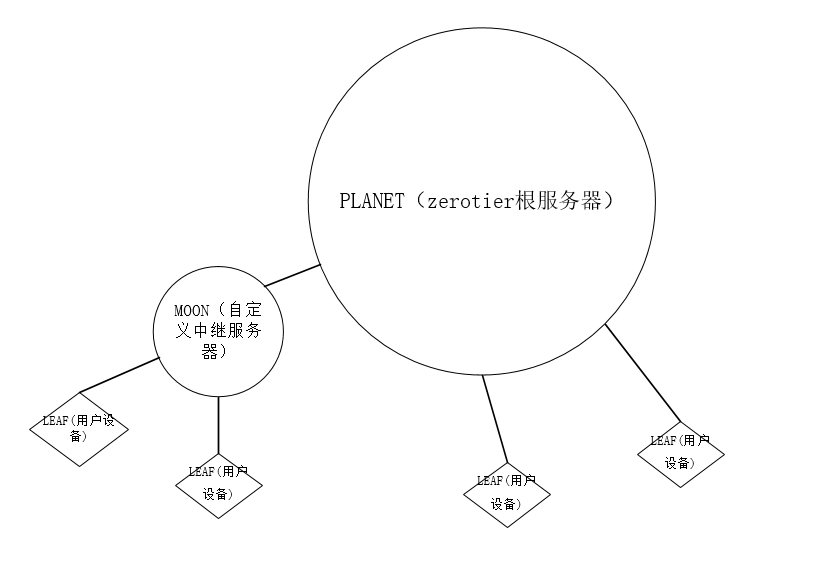 PLANET（zerotier根服务器）
MOON（自定
义中继服务
器）
LEAF(用户设
备)
LEAF(用户
设备)
LEAF(用户
设备)
LEAF(用户
设备)